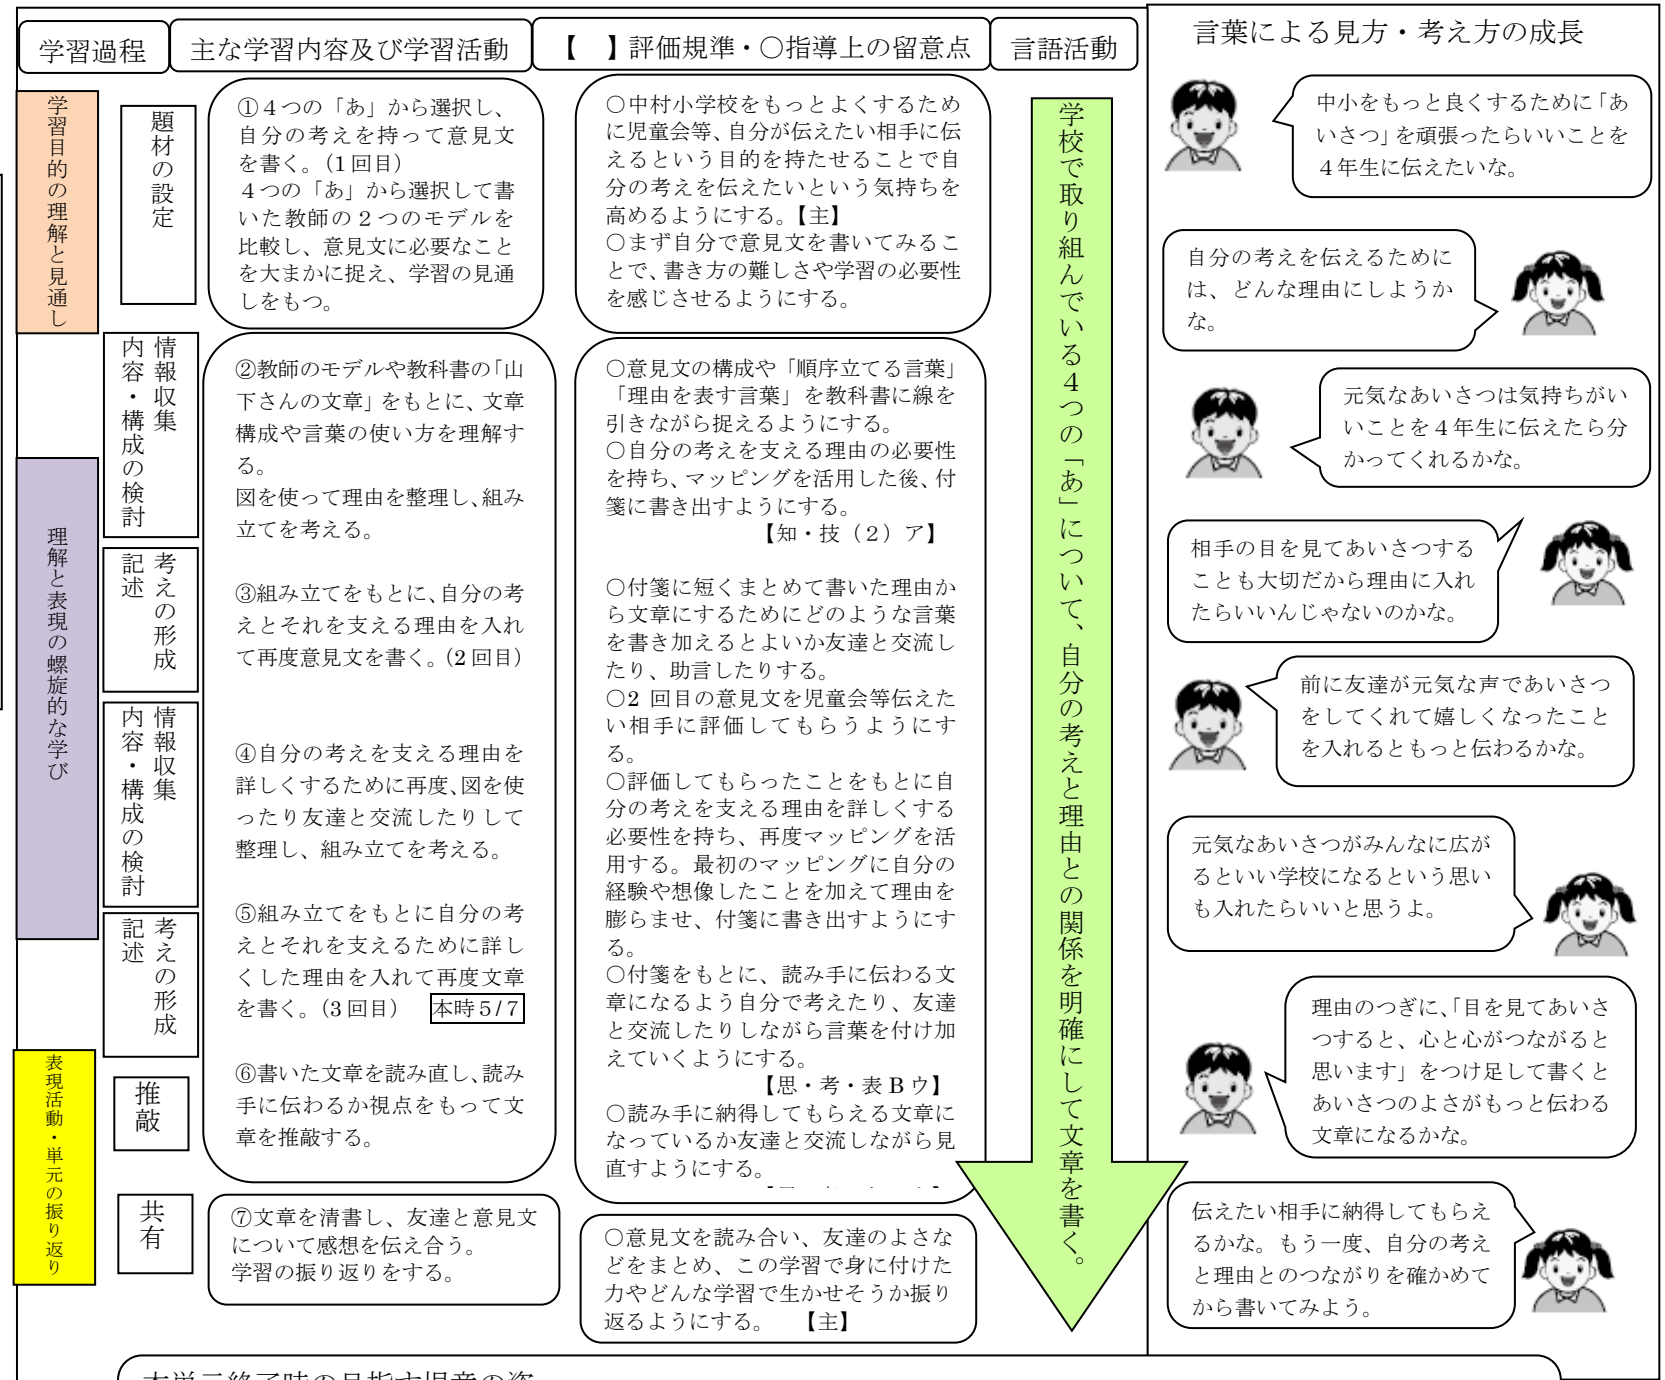 学習過程
主な学習内容及び学習活動
【　】評価規準・○指導上の留意点
言語活動
言葉による見方・考え方の成長
学習目的の理解と見通し
題材の設定
①４つの「あ」から選択し、
自分の考えを持って意見文
を書く。（１回目）
４つの「あ」から選択して書
いた教師の２つのモデルを
比較し、意見文に必要なこと
を大まかに捉え、学習の見通
しをもつ。
○中村小学校をもっとよくするため
に児童会等、自分が伝えたい相手に伝
えるという目的を持たせることで自
分の考えを伝えたいという気持ちを
高めるようにする。【主】
○まず自分で意見文を書いてみるこ
とで、書き方の難しさや学習の必要性
を感じさせるようにする。
理解と表現の螺旋的な学び
情報収集
内容・構成の検討
②教師のモデルや教科書の「山
下さんの文章」をもとに、文章
構成や言葉の使い方を理解す
る。
図を使って理由を整理し、組み
立てを考える。
考えの形成
記述
③組み立てをもとに、自分の考
えとそれを支える理由を入れ
て再度意見文を書く。（２回目）
情報収集
内容・構成の検討
④自分の考えを支える理由を
詳しくするために再度、図を使
ったり友達と交流したりして
整理し、組み立てを考える。
考えの形成
記述
⑤組み立てをもとに自分の考
えとそれを支えるために詳し
くした理由を入れて再度文章
を書く。（３回目）　本時５/７
推敲
⑥書いた文章を読み直し、読み
手に伝わるか視点をもって文
章を推敲する。
○意見文の構成や「順序立てる言葉」
「理由を表す言葉」を教科書に線を
引きながら捉えるようにする。
○自分の考えを支える理由の必要性
を持ち、マッピングを活用した後、付
箋に書き出すようにする。
【知・技（２）ア】
○付箋に短くまとめて書いた理由か
ら文章にするためにどのような言葉
を書き加えるとよいか友達と交流し
たり、助言したりする。
○2 回目の意見文を児童会等伝えた
い相手に評価してもらうようにす
る。
○評価してもらったことをもとに自
分の考えを支える理由を詳しくする
必要性を持ち、再度マッピングを活
用する。最初のマッピングに自分の
経験や想像したことを加えて理由を
膨らませ、付箋に書き出すようにす
る。
○付箋をもとに、読み手に伝わる文
章になるよう自分で考えたり、友達
と交流したりしながら言葉を付け加
えていくようにする。
【思・考・表 B ウ】
○読み手に納得してもらえる文章に
なっているか友達と交流しながら見
直すようにする。
表現活動・単元の振り返り
共有
⑦文章を清書し、友達と意見文
について感想を伝え合う。
学習の振り返りをする。
○意見文を読み合い、友達のよさな
どをまとめ、この学習で身に付けた
力やどんな学習で生かせそうか振り
返るようにする。　【主】
学校で取り組んでいる４つの「あ」について、自分の考えと理由との関係を明確にして文章を書く。
中小をもっと良くするために「あ
いさつ」を頑張ったらいいことを
４年生に伝えたいな。
自分の考えを伝えるために
は、どんな理由にしようか
な。
元気なあいさつは気持ちがい
いことを４年生に伝えたら分
かってくれるかな。
相手の目を見てあいさつする
ことも大切だから理由に入れ
たらいいんじゃないのかな。
前に友達が元気な声であいさつ
をしてくれて嬉しくなったこと
を入れるともっと伝わるかな。
元気なあいさつがみんなに広が
るといい学校になるという思い
も入れたらいいと思うよ。
理由のつぎに、「目を見てあいさ
つすると、心と心がつながると
思います」をつけ足して書くと
あいさつのよさがもっと伝わる
文章になるかな。
伝えたい相手に納得してもらえ
るかな。もう一度、自分の考え
と理由とのつながりを確かめて
から書いてみよう。
本単元終了時の目指す児童の姿